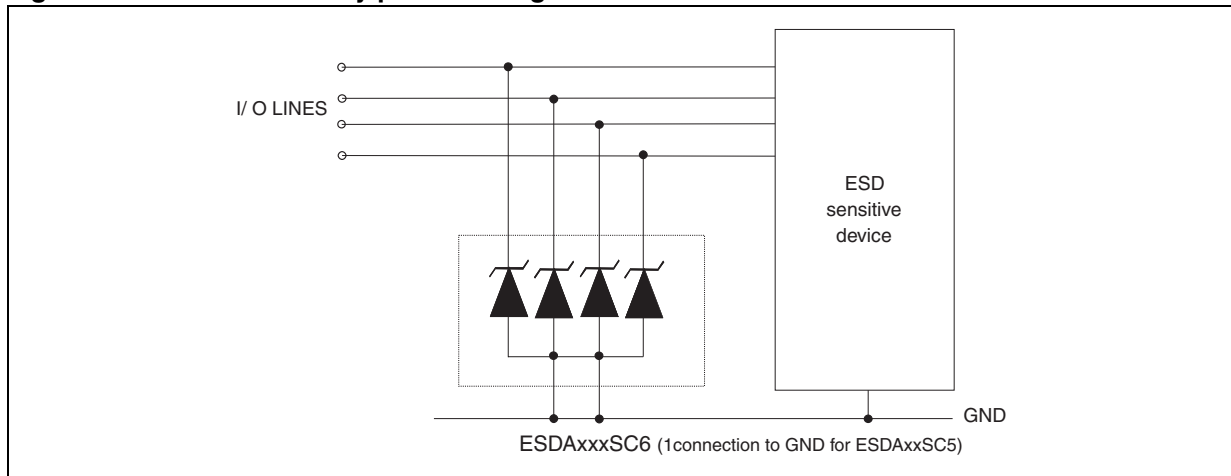 I/ O LINES
ESD
sensitive
device
GND
ESDAxxxSC6 (1connection to GND for ESDAxxSC5)